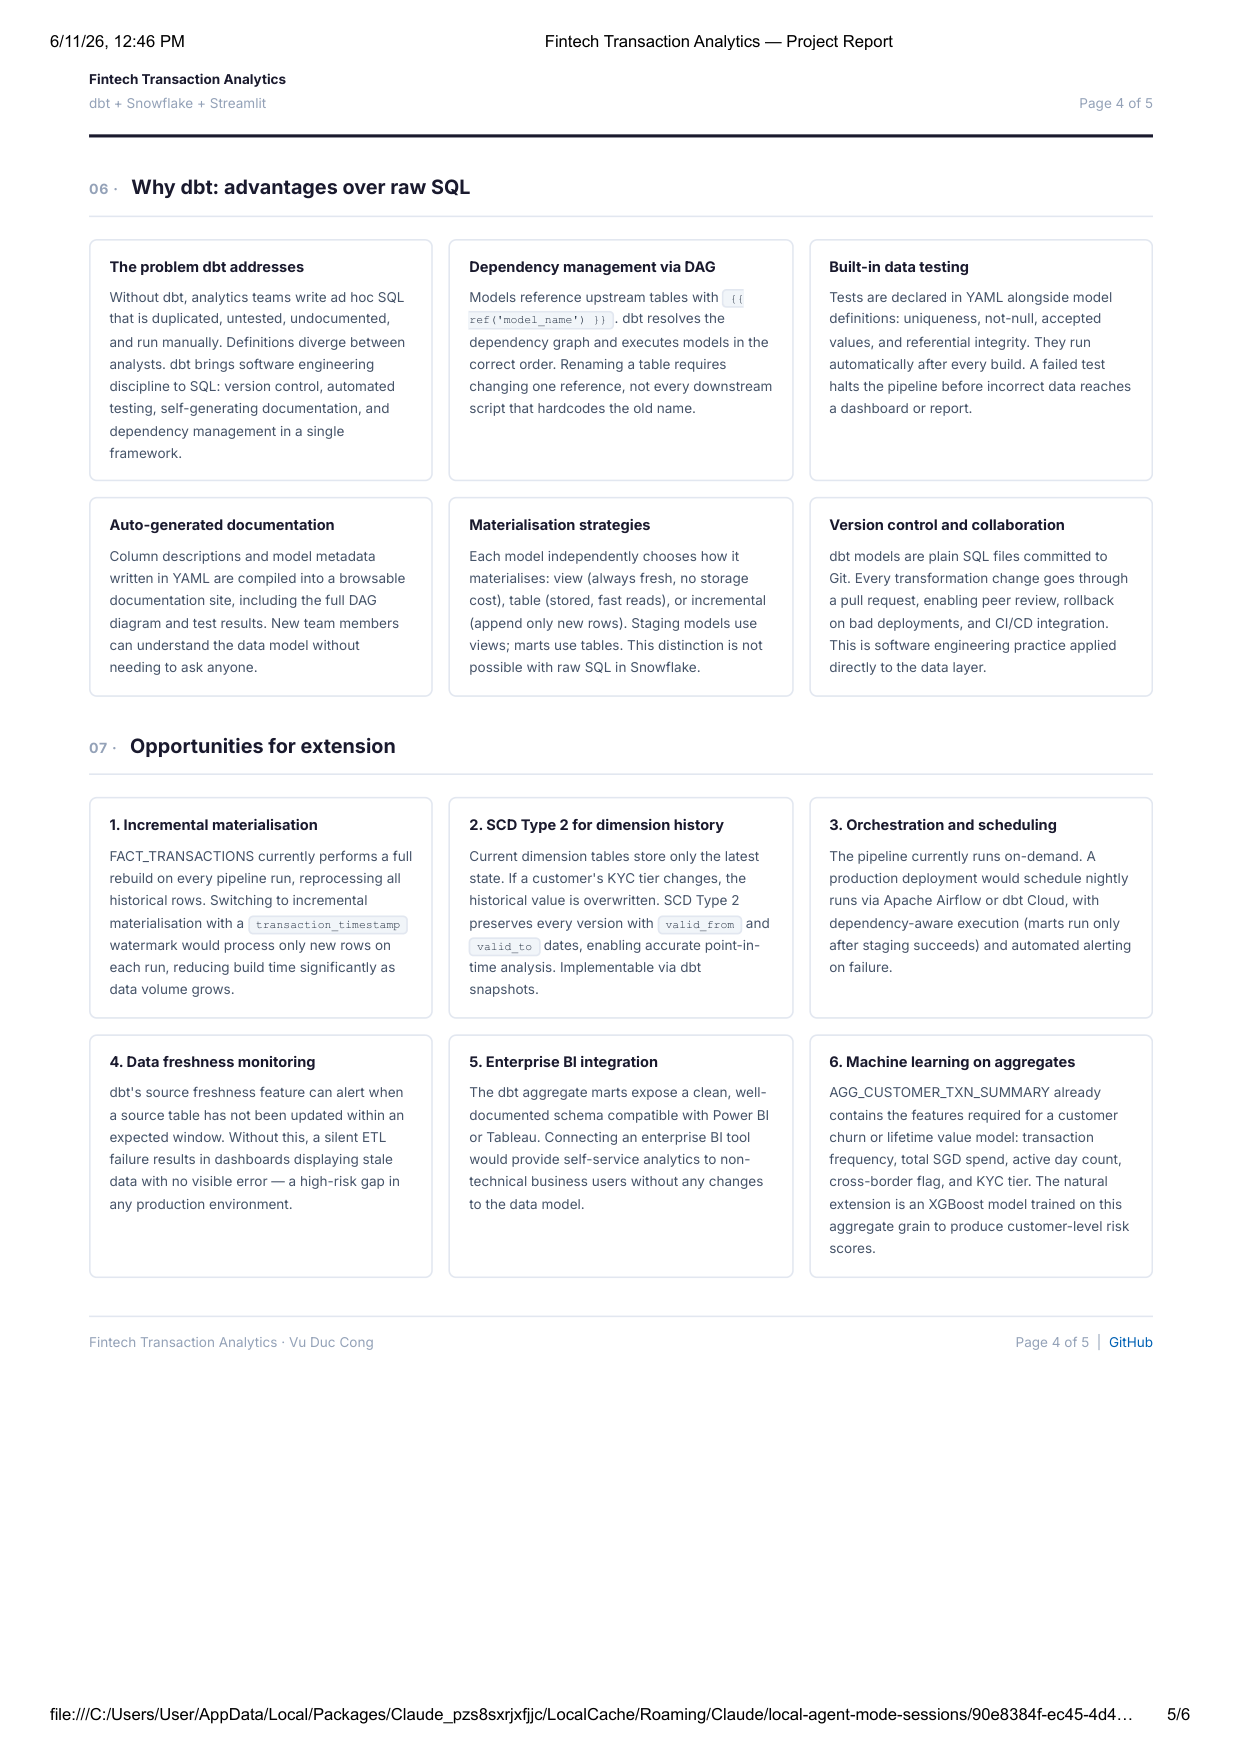 6/11/26, 12:46 PM
Fintech Transaction Analytics — Project Report
Fintech Transaction Analytics
dbt + Snowflake + Streamlit
Page 4 of 5
06 · Why dbt: advantages over raw SQL
The problem dbt addresses
Without dbt, analytics teams write ad hoc SQL
that is duplicated, untested, undocumented,
and run manually. Definitions diverge between
analysts. dbt brings software engineering
discipline to SQL: version control, automated
testing, self-generating documentation, and
dependency management in a single
framework.
Dependency management via DAG
Models reference upstream tables with {{
ref('model_name') }} . dbt resolves the
dependency graph and executes models in the
correct order. Renaming a table requires
changing one reference, not every downstream
script that hardcodes the old name.
Built-in data testing
Tests are declared in YAML alongside model
definitions: uniqueness, not-null, accepted
values, and referential integrity. They run
automatically after every build. A failed test
halts the pipeline before incorrect data reaches
a dashboard or report.
Auto-generated documentation
Column descriptions and model metadata
written in YAML are compiled into a browsable
documentation site, including the full DAG
diagram and test results. New team members
can understand the data model without
needing to ask anyone.
Materialisation strategies
Each model independently chooses how it
materialises: view (always fresh, no storage
cost), table (stored, fast reads), or incremental
(append only new rows). Staging models use
views; marts use tables. This distinction is not
possible with raw SQL in Snowflake.
Version control and collaboration
dbt models are plain SQL files committed to
Git. Every transformation change goes through
a pull request, enabling peer review, rollback
on bad deployments, and CI/CD integration.
This is software engineering practice applied
directly to the data layer.
07 · Opportunities for extension
1. Incremental materialisation
FACT_TRANSACTIONS currently performs a full
rebuild on every pipeline run, reprocessing all
historical rows. Switching to incremental
materialisation with a transaction_timestamp
watermark would process only new rows on
each run, reducing build time significantly as
data volume grows.
2. SCD Type 2 for dimension history
Current dimension tables store only the latest
state. If a customer's KYC tier changes, the
historical value is overwritten. SCD Type 2
preserves every version with valid_from and
valid_to dates, enabling accurate point-in-
time analysis. Implementable via dbt
snapshots.
3. Orchestration and scheduling
The pipeline currently runs on-demand. A
production deployment would schedule nightly
runs via Apache Airflow or dbt Cloud, with
dependency-aware execution (marts run only
after staging succeeds) and automated alerting
on failure.
4. Data freshness monitoring
dbt's source freshness feature can alert when
a source table has not been updated within an
expected window. Without this, a silent ETL
failure results in dashboards displaying stale
data with no visible error — a high-risk gap in
any production environment.
5. Enterprise BI integration
The dbt aggregate marts expose a clean, well-
documented schema compatible with Power BI
or Tableau. Connecting an enterprise BI tool
would provide self-service analytics to non-
technical business users without any changes
to the data model.
6. Machine learning on aggregates
AGG_CUSTOMER_TXN_SUMMARY already
contains the features required for a customer
churn or lifetime value model: transaction
frequency, total SGD spend, active day count,
cross-border flag, and KYC tier. The natural
extension is an XGBoost model trained on this
aggregate grain to produce customer-level risk
scores.
Fintech Transaction Analytics · Vu Duc Cong
Page 4 of 5 | GitHub
file:///C:/Users/User/AppData/Local/Packages/Claude_pzs8sxrjxfjjc/LocalCache/Roaming/Claude/local-agent-mode-sessions/90e8384f-ec45-4d4…
5/6